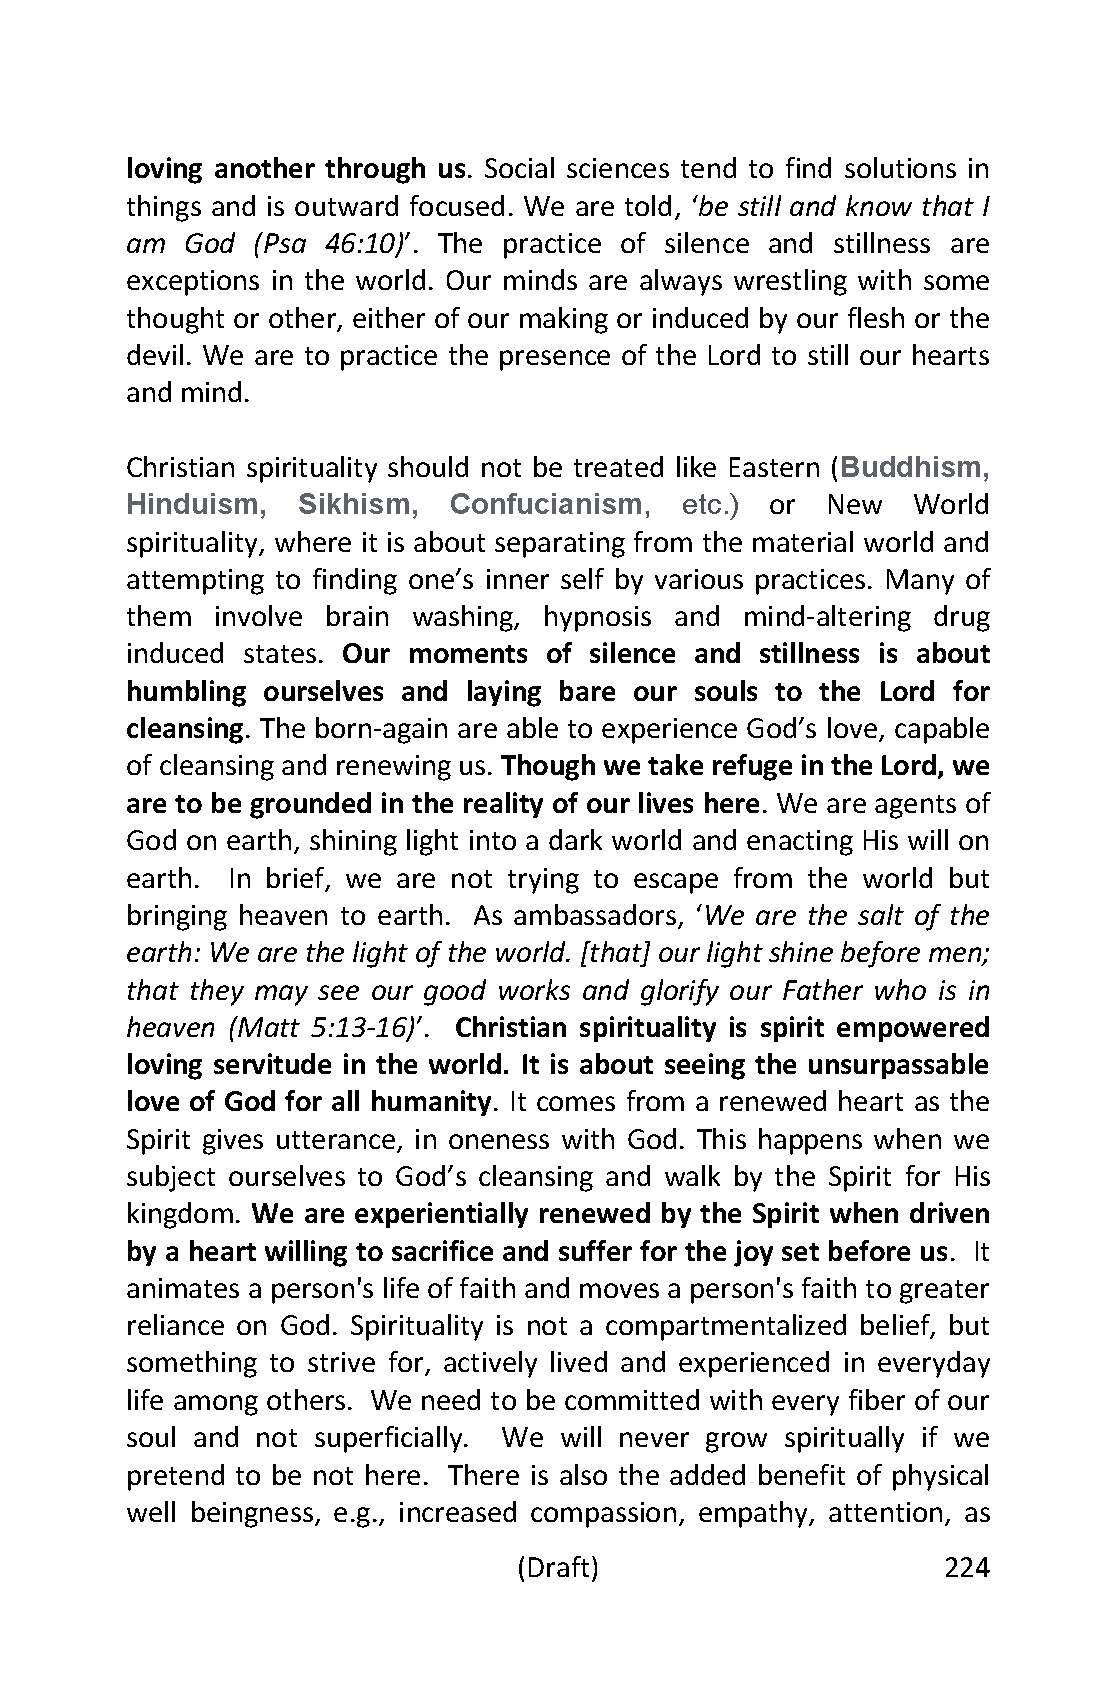 loving another through us. Social sciences tend to find solutions in
things and is outward focused. We are told, ‘be still and know that I
am God (Psa 46:10)’. The practice of silence and stillness are
exceptions in the world. Our minds are always wrestling with some
thought or other, either of our making or induced by our flesh or the
devil. We are to practice the presence of the Lord to still our hearts
and mind.
Christian spirituality should not be treated like Eastern (Buddhism,
Hinduism, Sikhism, Confucianism, etc.) or New World
spirituality, where it is about separating from the material world and
attempting to finding one’s inner self by various practices. Many of
them involve brain washing, hypnosis and mind-altering drug
induced states. Our moments of silence and stillness is about
humbling ourselves and laying bare our souls to the Lord for
cleansing. The born-again are able to experience God’s love, capable
of cleansing and renewing us. Though we take refuge in the Lord, we
are to be grounded in the reality of our lives here. We are agents of
God on earth, shining light into a dark world and enacting His will on
earth. In brief, we are not trying to escape from the world but
bringing heaven to earth. As ambassadors, ‘We are the salt of the
earth: We are the light of the world. [that] our light shine before men;
that they may see our good works and glorify our Father who is in
heaven (Matt 5:13-16)’. Christian spirituality is spirit empowered
loving servitude in the world. It is about seeing the unsurpassable
love of God for all humanity. It comes from a renewed heart as the
Spirit gives utterance, in oneness with God. This happens when we
subject ourselves to God’s cleansing and walk by the Spirit for His
kingdom. We are experientially renewed by the Spirit when driven
by a heart willing to sacrifice and suffer for the joy set before us. It
animates a person's life of faith and moves a person's faith to greater
reliance on God. Spirituality is not a compartmentalized belief, but
something to strive for, actively lived and experienced in everyday
life among others. We need to be committed with every fiber of our
soul and not superficially. We will never grow spiritually if we
pretend to be not here. There is also the added benefit of physical
well beingness, e.g., increased compassion, empathy, attention, as
(Draft) 224